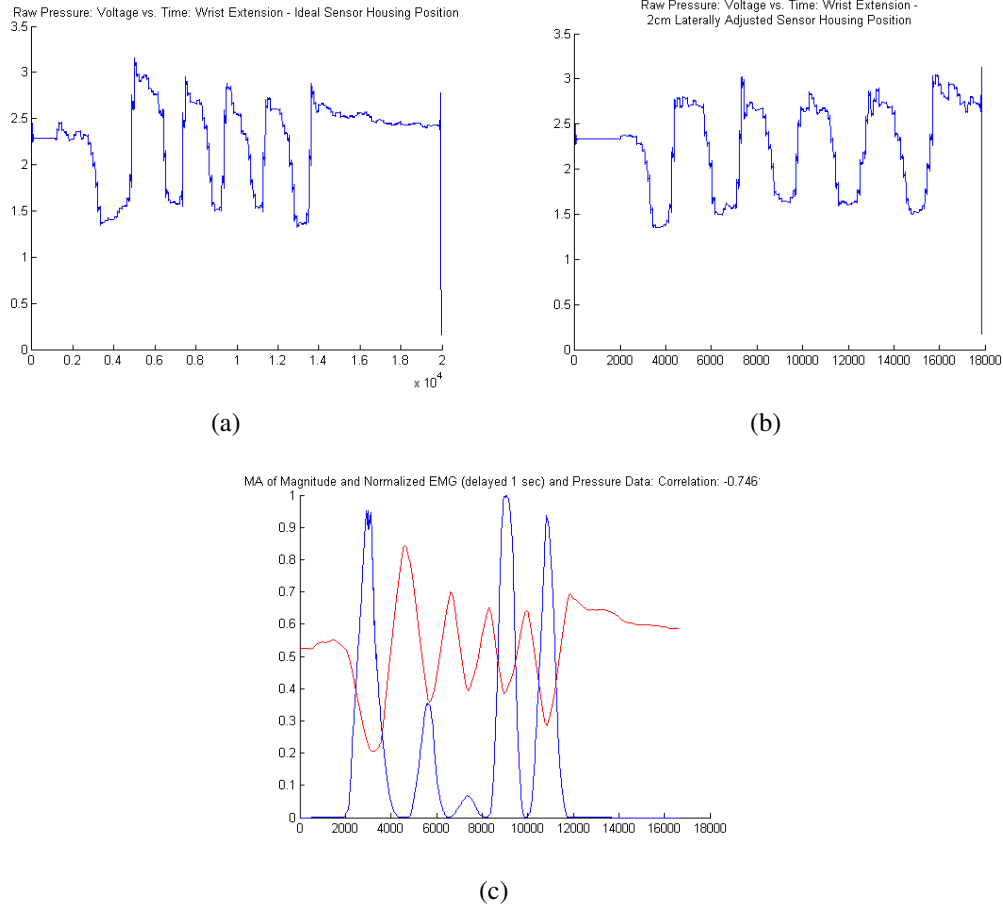 Raw Pressure: Voltage vs. Time: Wrist Extension - Ideal Sensor Housing Position
3.5
3
2.5
2
1.5
1
0.5
0
0 0.2 0.4 0.6 0.8 1 1.2 1.4 1.6 1.8 2
x 10^4
(a)
Raw Pressure: Voltage vs. Time: Wrist Extension -
2cm Laterally Adjusted Sensor Housing Position
3.5
3
2.5
2
1.5
1
0.5
0
0 2000 4000 6000 8000 10000 12000 14000 16000 18000
(b)
MA of Magnitude and Normalized EMG (delayed 1 sec) and Pressure Data: Correlation: -0.746
1
0.9
0.8
0.7
0.6
0.5
0.4
0.3
0.2
0.1
0
0 2000 4000 6000 8000 10000 12000 14000 16000 18000
(c)